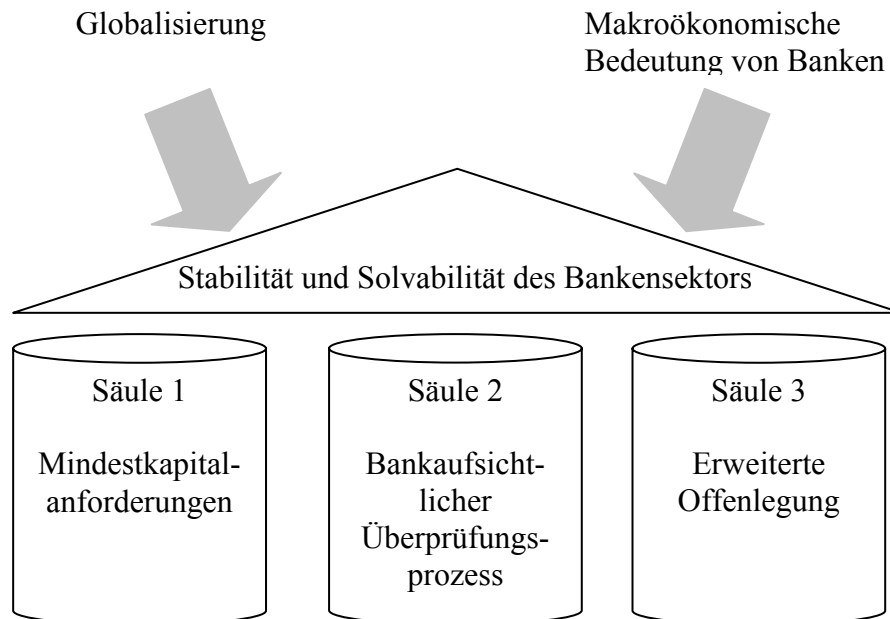 Globalisierung
Makroökonomische
Bedeutung von Banken
Stabilität und Solvabilität des Bankensektors
Säule 1
Mindestkapital-
anforderungen
Säule 2
Bankaufsicht-
licher
Überprüfungs-
prozess
Säule 3
Erweiterte
Offenlegung